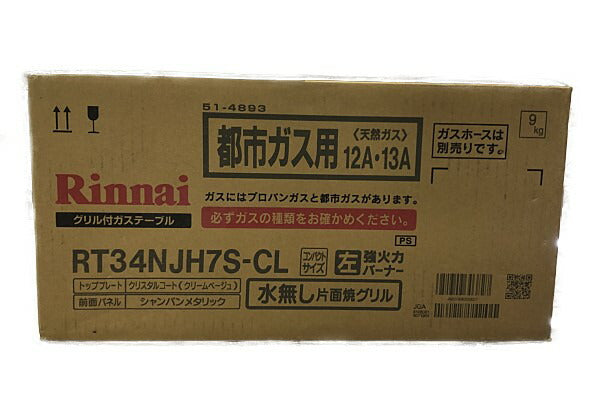 51-4893
都市ガス用 〈天然ガス〉 12A・13A
ガスホースは
別売りです。
9
kg
Rinnai
グリル付ガステーブル
ガスにはプロパンガスと都市ガスがあります。
必ずガスの種類をお確かめください。
PS
RT34NJH7S-CL コンパクトサイズ 左 強火力バーナー
トッププレート クリスタルコート(クリームベージュ)
前面パネル シャンパンメタリック
水無し片面焼グリル
JGA